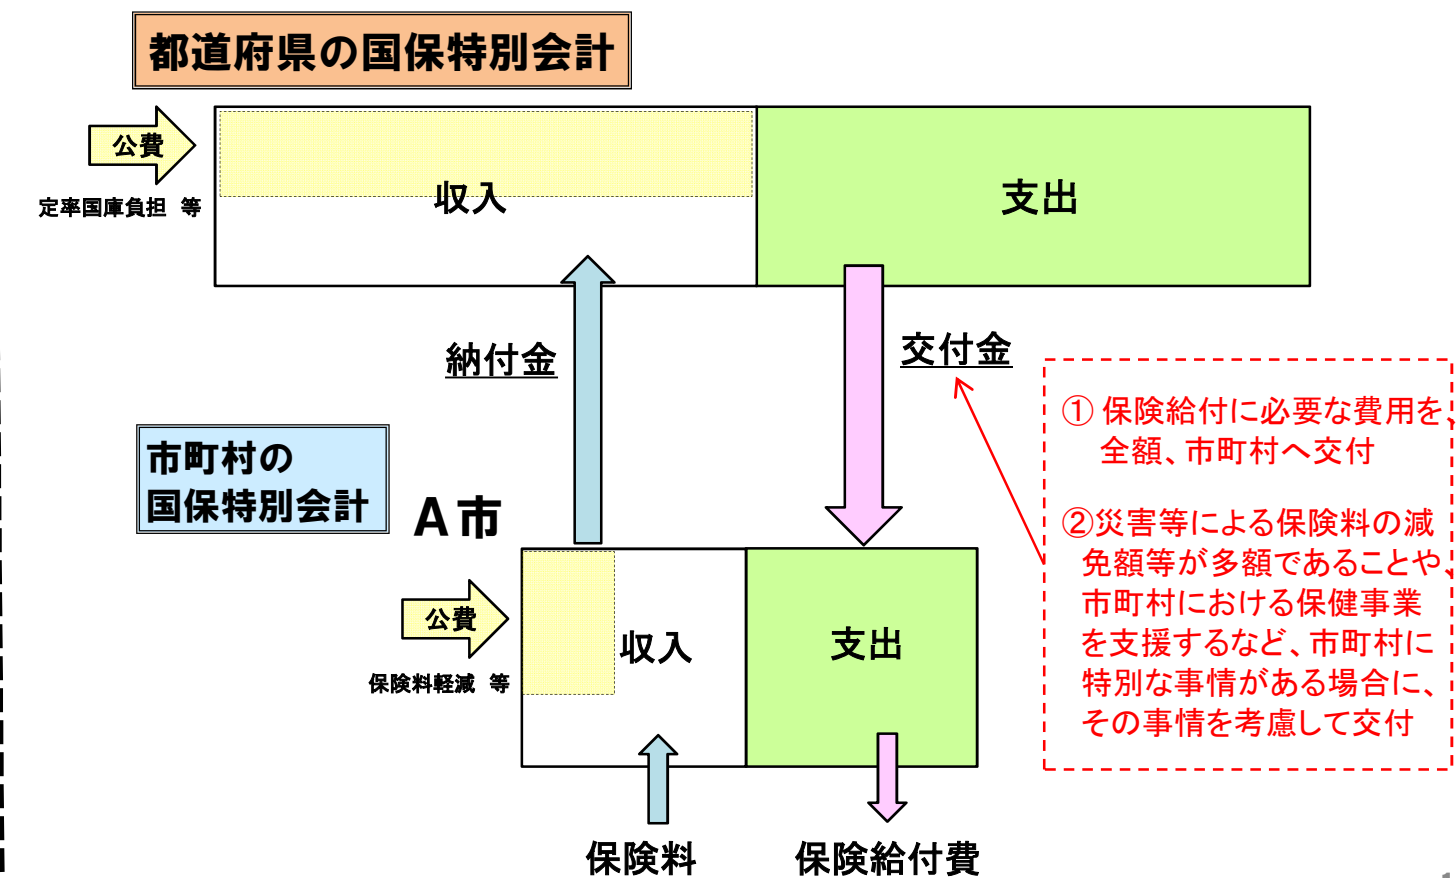 都道府県の国保特別会計
公費
定率国庫負担 等
収入
支出
納付金
交付金
① 保険給付に必要な費用を、
全額、市町村へ交付
②災害等による保険料の減
免額等が多額であることや、
市町村における保健事業
を支援するなど、市町村に
特別な事情がある場合に、
その事情を考慮して交付
市町村の
国保特別会計
A市
公費
保険料軽減 等
収入
支出
保険料
保険給付費